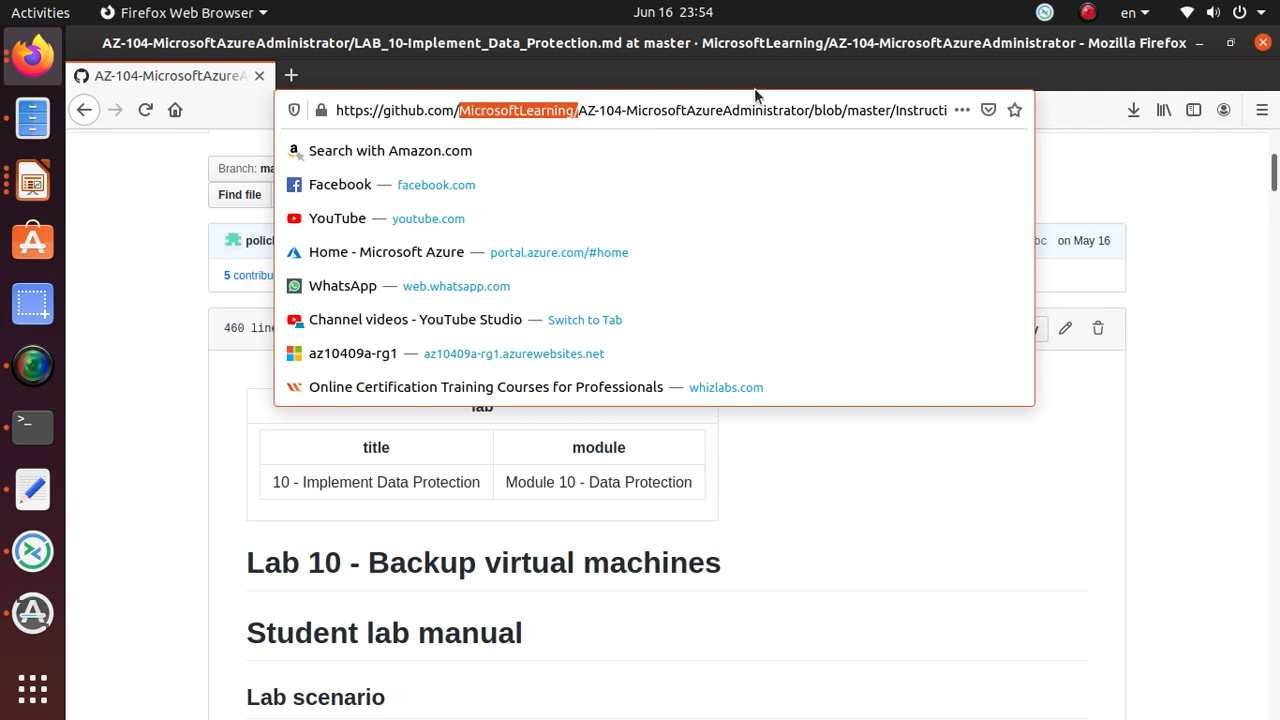 Activities Firefox Web Browser Jun 16 23:54 en
AZ-104-MicrosoftAzureAdministrator/LAB_10-Implement_Data_Protection.md at master · MicrosoftLearning/AZ-104-MicrosoftAzureAdministrator - Mozilla Firefox
AZ-104-MicrosoftAzureA
https://github.com/MicrosoftLearning/AZ-104-MicrosoftAzureAdministrator/blob/master/Instructi
Search with Amazon.com
Branch: ma
Facebook — facebook.com
Find file
YouTube — youtube.com
policl
on May 16
Home - Microsoft Azure — portal.azure.com/#home
5 contribu
WhatsApp — web.whatsapp.com
Channel videos - YouTube Studio — Switch to Tab
460 line
az10409a-rg1 — az10409a-rg1.azurewebsites.net
Online Certification Training Courses for Professionals — whizlabs.com
lab
title module
10 - Implement Data Protection Module 10 - Data Protection
Lab 10 - Backup virtual machines
Student lab manual
Lab scenario